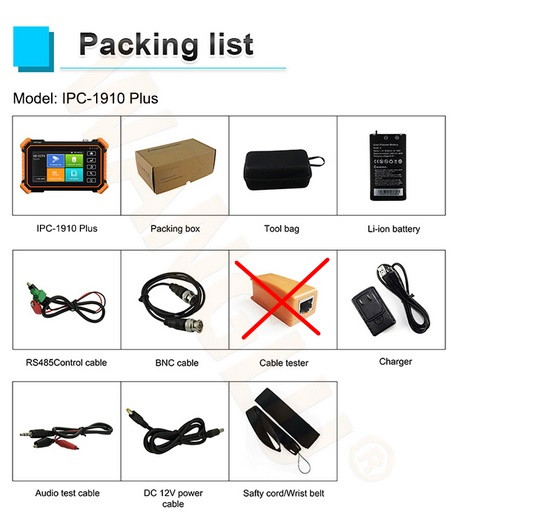 Packing list
Model: IPC-1910 Plus
IPC-1910 Plus
Packing box
Tool bag
Li-ion battery
RS485Control cable
BNC cable
Cable tester
Charger
Audio test cable
DC 12V power
cable
Safty cord/Wrist belt